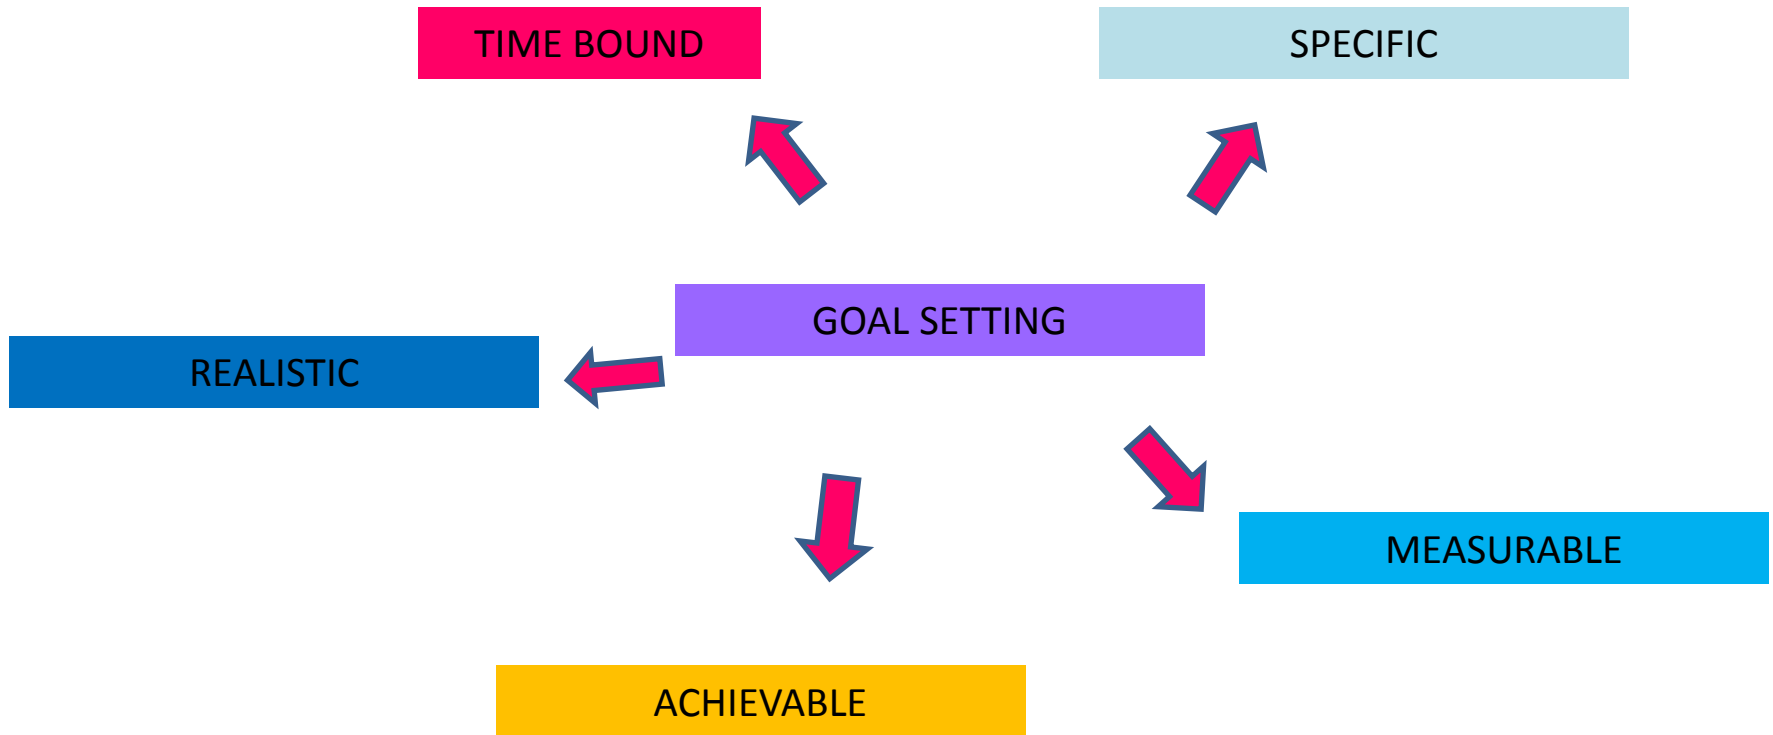 TIME BOUND
SPECIFIC
GOAL SETTING
REALISTIC
MEASURABLE
ACHIEVABLE